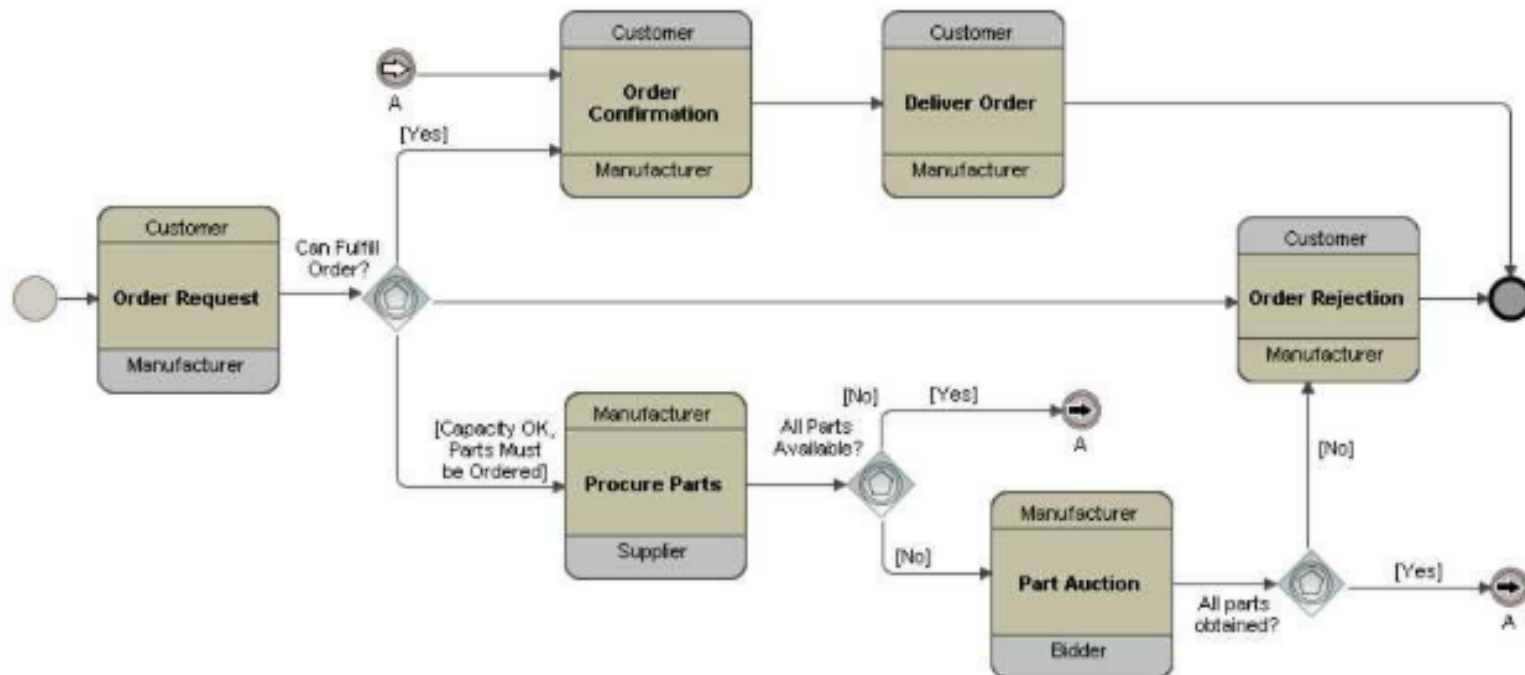 Customer
Order
Confirmation
Manufacturer
Customer
Deliver Order
Manufacturer
A
[Yes]
Customer
Order Request
Manufacturer
Can Fulfill
Order?
Customer
Order Rejection
Manufacturer
[Capacity OK,
Parts Must
be Ordered]
Manufacturer
Procure Parts
Supplier
All Parts
Available?
[No]
[Yes]
A
[No]
[No]
Manufacturer
Part Auction
Bidder
All parts
obtained?
[Yes]
A